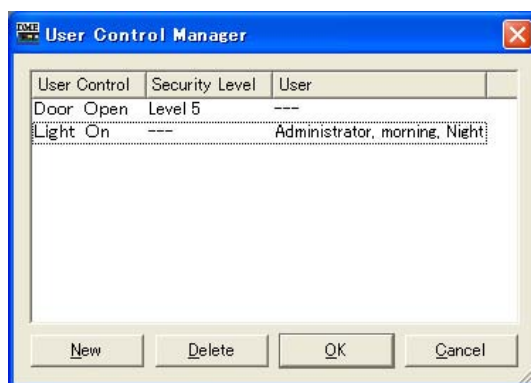 DME User Control Manager
User Control Security Level User
Door Open Level 5 ---
Light On --- Administrator, morning, Night
New Delete OK Cancel